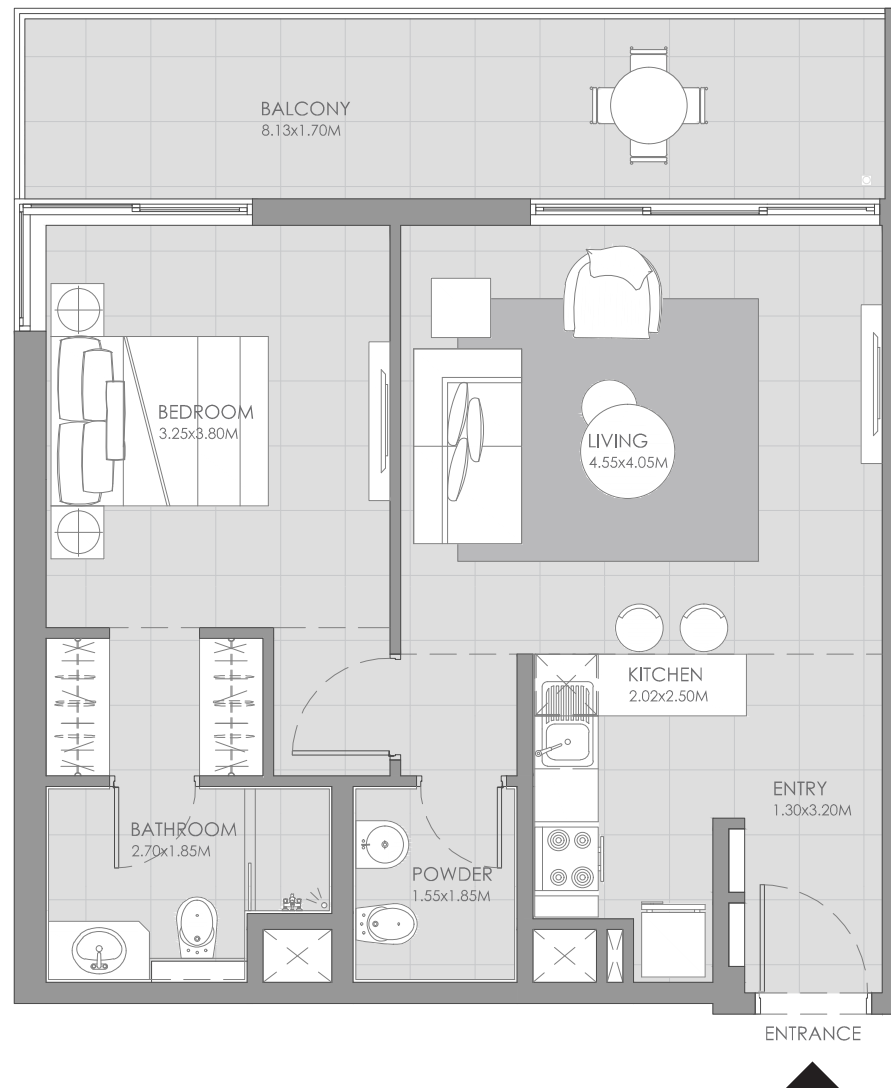 BALCONY
8.13x1.70M
BEDROOM
3.25x3.80M
LIVING
4.55x4.05M
KITCHEN
2.02x2.50M
ENTRY
1.30x3.20M
BATHROOM
2.70x1.85M
POWDER
1.55x1.85M
ENTRANCE